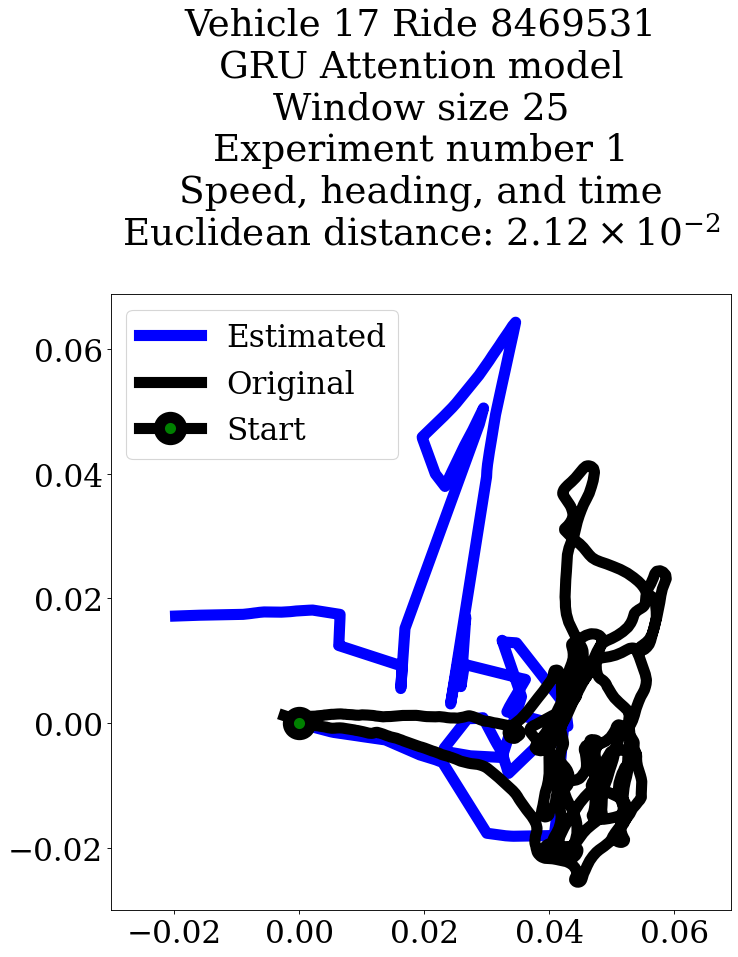 Vehicle 17 Ride 8469531
GRU Attention model
Window size 25
Experiment number 1
Speed, heading, and time
Euclidean distance: 2.12 × 10⁻²
Estimated
Original
Start
0.06
0.04
0.02
0.00
−0.02
−0.02 0.00 0.02 0.04 0.06